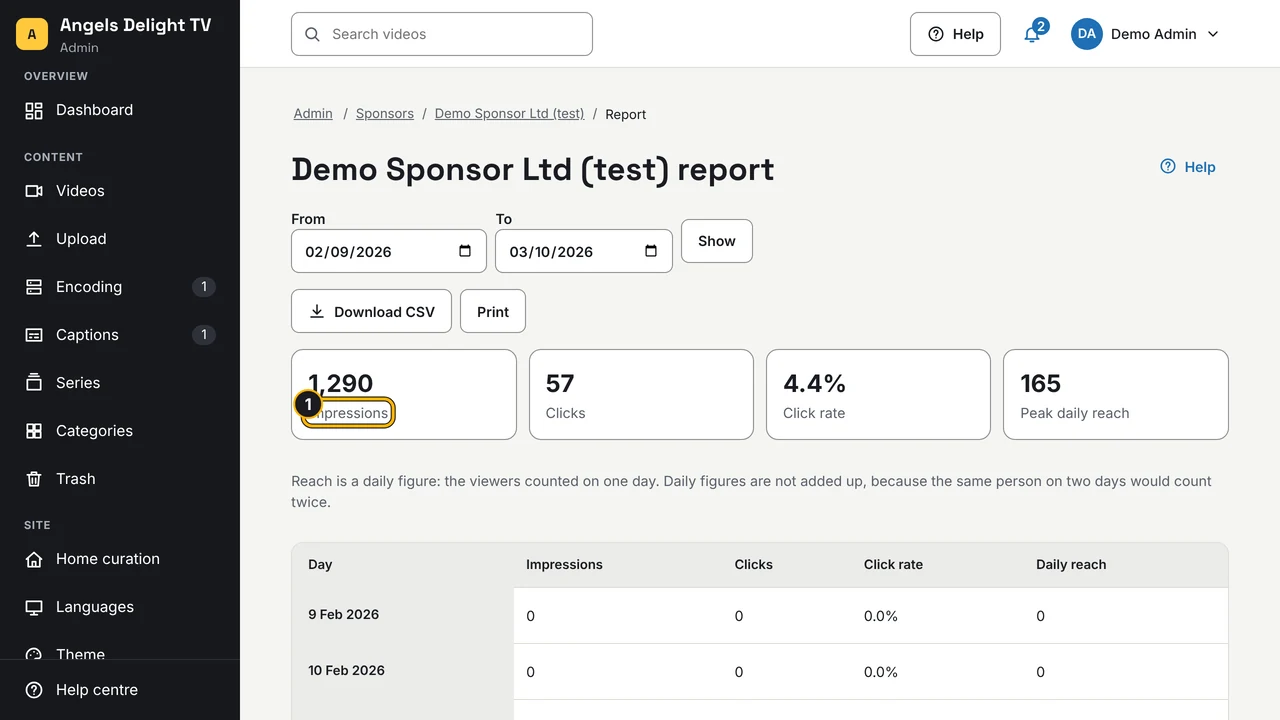 A
Angels Delight TV
Admin
OVERVIEW
Dashboard
CONTENT
Videos
Upload
Encoding 1
Captions 1
Series
Categories
Trash
SITE
Home curation
Languages
Theme
Help centre
Search videos
Help
2
DA
Demo Admin
Admin / Sponsors / Demo Sponsor Ltd (test) / Report
Demo Sponsor Ltd (test) report
Help
From
02/09/2026
To
03/10/2026
Show
Download CSV
Print
1,290
1
pressions
57
Clicks
4.4%
Click rate
165
Peak daily reach
Reach is a daily figure: the viewers counted on one day. Daily figures are not added up, because the same person on two days would count
twice.
Day Impressions Clicks Click rate Daily reach
9 Feb 2026 0 0 0.0% 0
10 Feb 2026 0 0 0.0% 0